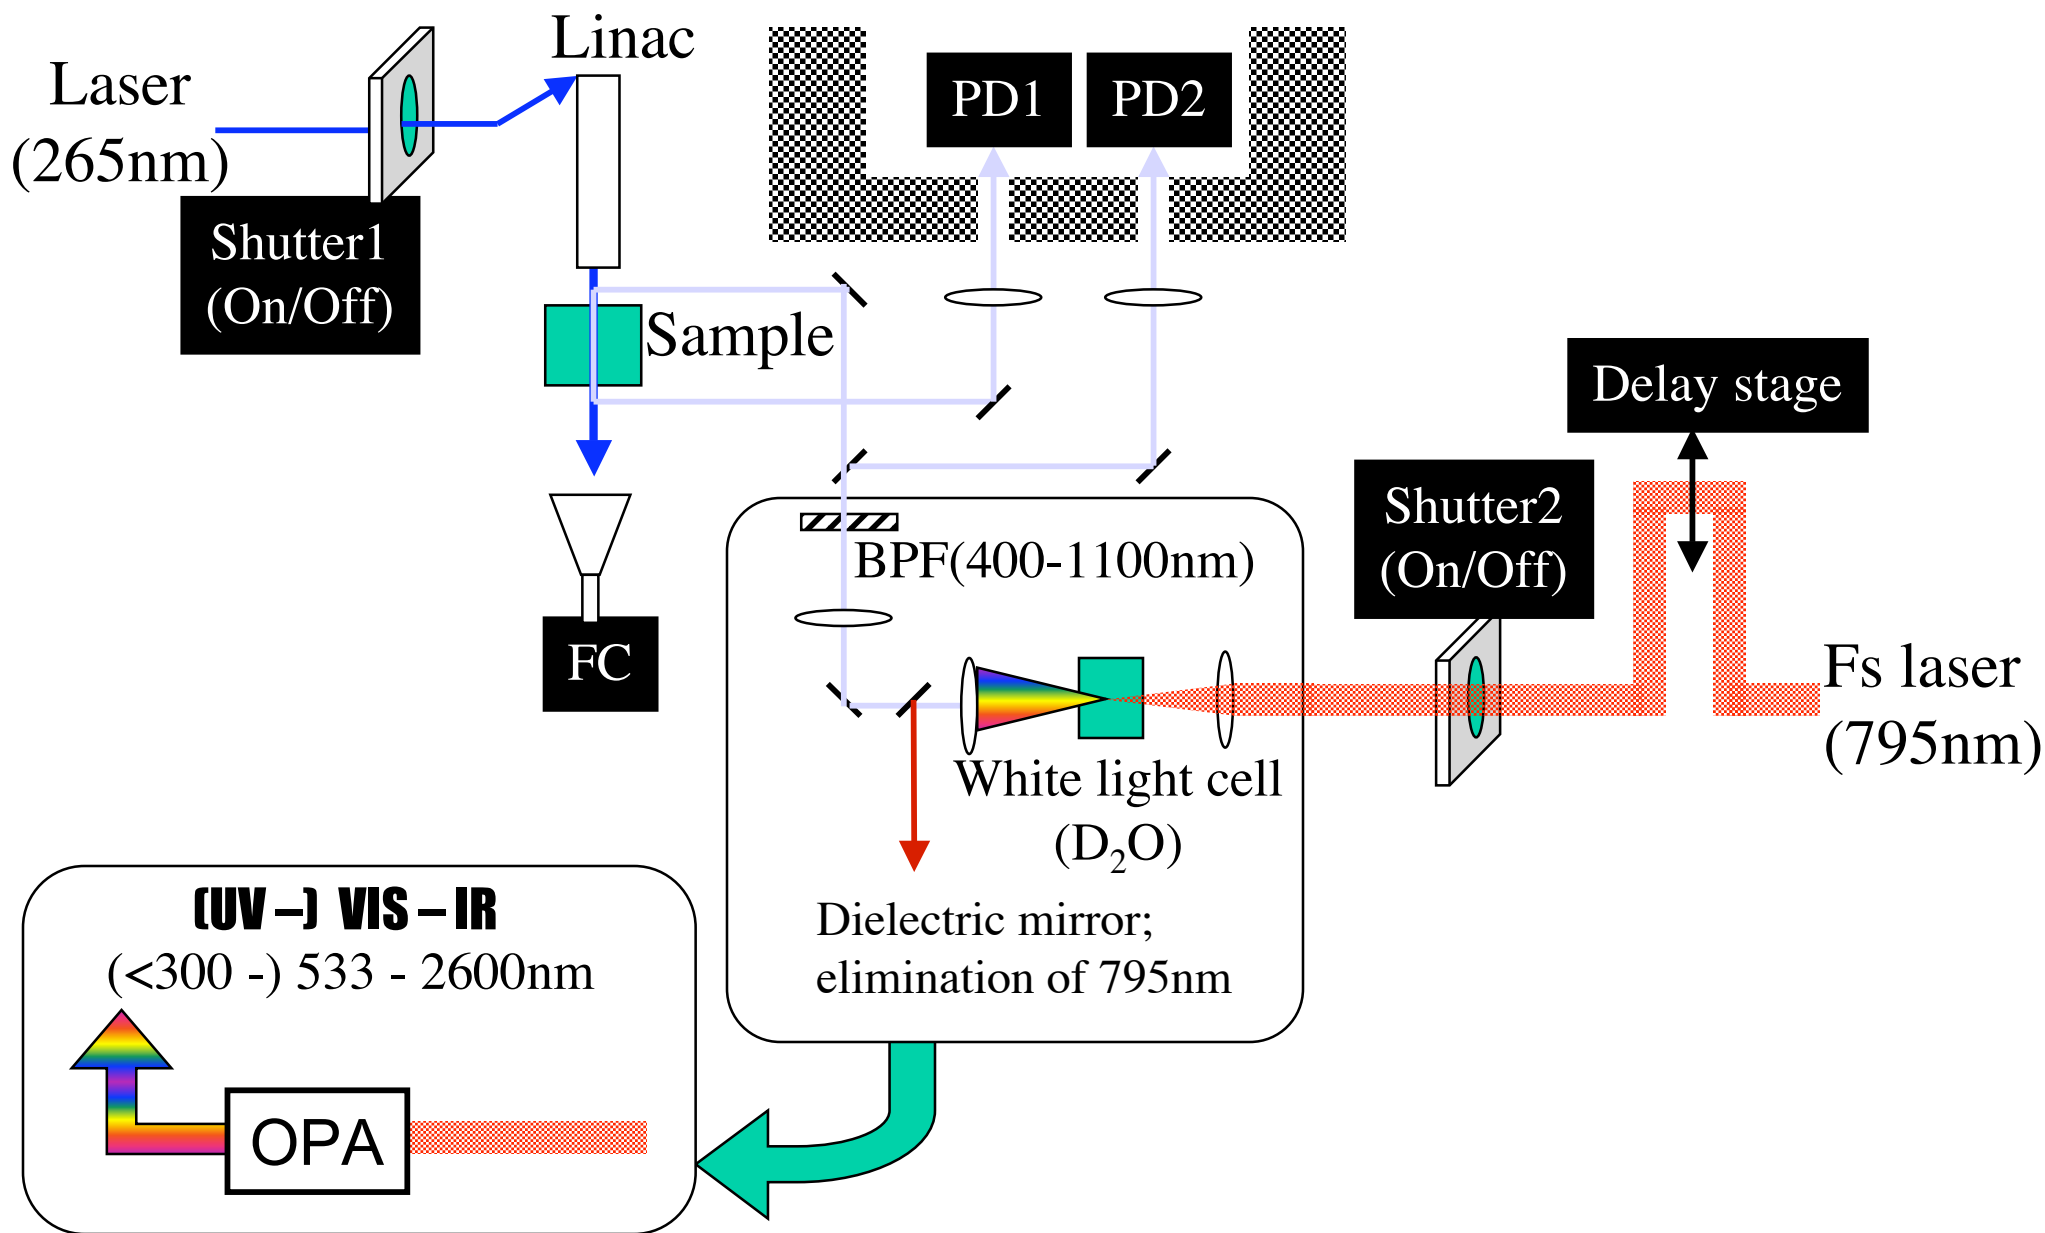 Laser
(265nm)
Linac
Shutter1
(On/Off)
Sample
PD1
PD2
FC
BPF(400-1100nm)
White light cell
(D₂O)
Dielectric mirror;
elimination of 795nm
Shutter2
(On/Off)
Delay stage
Fs laser
(795nm)
(UV –) VIS – IR
(<300 -) 533 - 2600nm
OPA